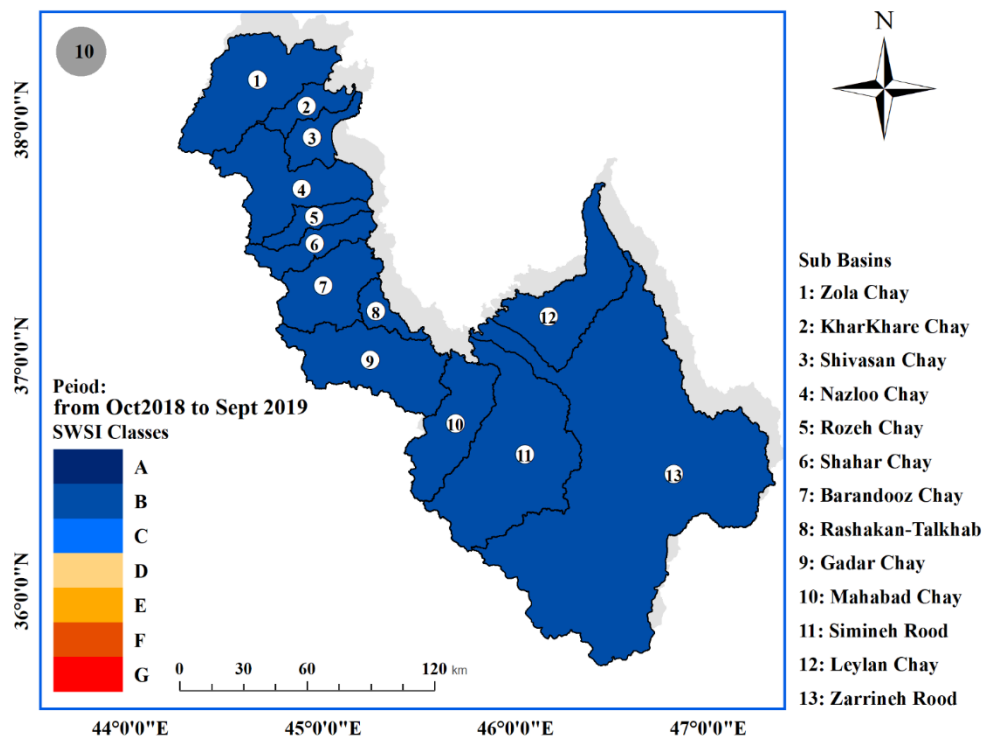 10
N
38°0'0"N
37°0'0"N
36°0'0"N
1
2
3
4
5
6
7
8
9
10
11
12
13
Peiod:
from Oct2018 to Sept 2019
SWSI Classes
A
B
C
D
E
F
G
0 30 60 120 km
44°0'0"E 45°0'0"E 46°0'0"E 47°0'0"E
Sub Basins
1: Zola Chay
2: KharKhare Chay
3: Shivasan Chay
4: Nazloo Chay
5: Rozeh Chay
6: Shahar Chay
7: Barandooz Chay
8: Rashakan-Talkhab
9: Gadar Chay
10: Mahabad Chay
11: Simineh Rood
12: Leylan Chay
13: Zarrineh Rood